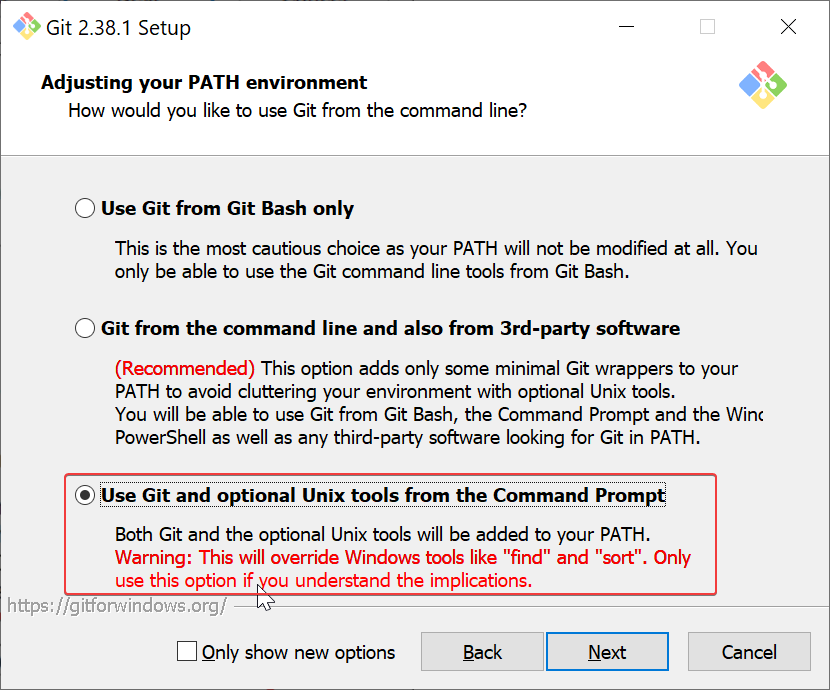 Git 2.38.1 Setup
Adjusting your PATH environment
How would you like to use Git from the command line?
Use Git from Git Bash only
This is the most cautious choice as your PATH will not be modified at all. You
only be able to use the Git command line tools from Git Bash.
Git from the command line and also from 3rd-party software
(Recommended) This option adds only some minimal Git wrappers to your
PATH to avoid cluttering your environment with optional Unix tools.
You will be able to use Git from Git Bash, the Command Prompt and the
PowerShell as well as any third-party software looking for Git in PATH.
Use Git and optional Unix tools from the Command Prompt
Both Git and the optional Unix tools will be added to your PATH.
Warning: This will override Windows tools like "find" and "sort". Only
use this option if you understand the implications.
https://gitforwindows.org/
Only show new options
Back
Next
Cancel